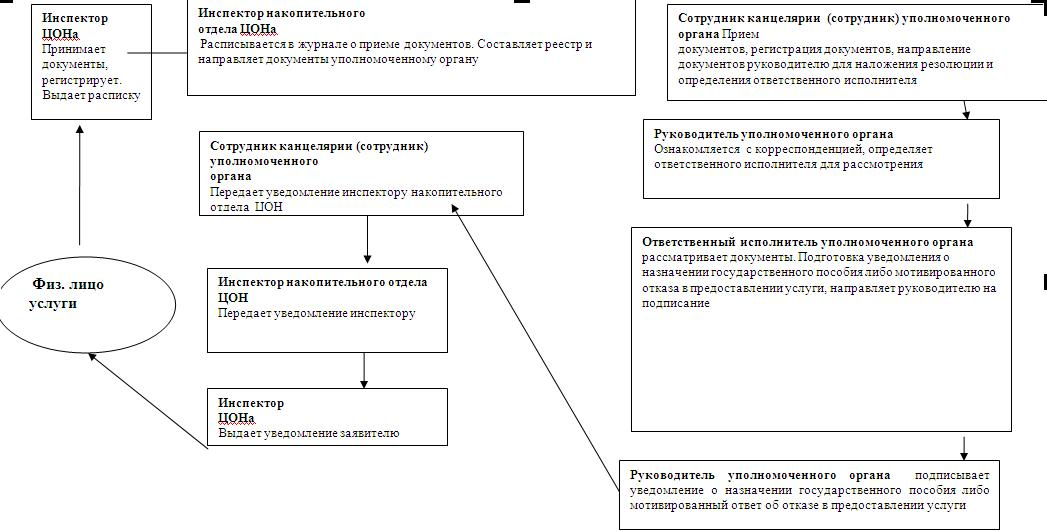 Инспектор
ЦОНа
Принимает
документы,
регистрирует.
Выдает расписку
Инспектор накопительного
отдела ЦОНа
Расписывается в журнале о приеме документов. Составляет реестр и
направляет документы уполномоченному органу
Сотрудник канцелярии (сотрудник) уполномоченного
органа Прием
документов, регистрация документов, направление
документов руководителю для наложения резолюции и
определения ответственного исполнителя
Руководитель уполномоченного органа
Ознакомляется с корреспонденцией, определяет
ответственного исполнителя для рассмотрения
Ответственный исполнитель уполномоченного органа
рассматривает документы. Подготовка уведомления о
назначении государственного пособия либо мотивированного
отказа в предоставлении услуги, направляет руководителю на
подписание
Руководитель уполномоченного органа подписывает
уведомление о назначении государственного пособия либо
мотивированный ответ об отказе в предоставлении услуги
Сотрудник канцелярии (сотрудник)
уполномоченного
органа
Передает уведомление инспектору накопительного
отдела ЦОН
Инспектор накопительного отдела
ЦОН
Передает уведомление инспектору
Инспектор
ЦОНа
Выдает уведомление заявителю
Физ. лицо
услуги